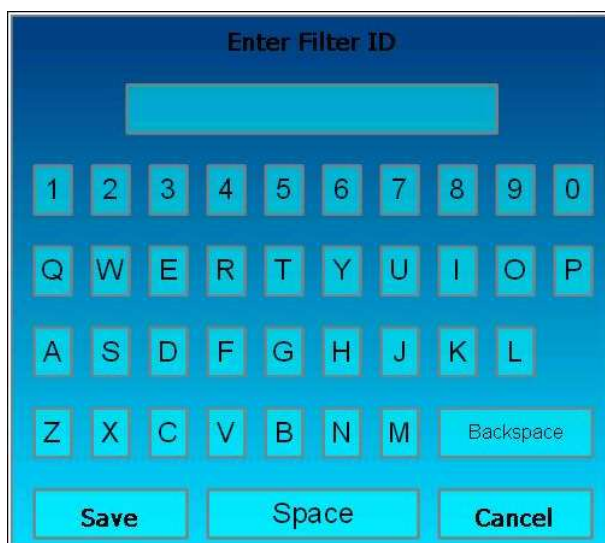 Enter Filter ID
1 2 3 4 5 6 7 8 9 0
Q W E R T Y U I O P
A S D F G H J K L
Z X C V B N M Backspace
Save Space Cancel